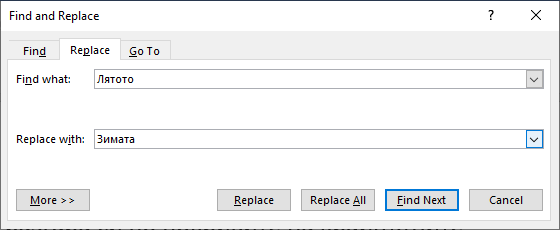 Find and Replace
?
Find Replace Go To
Find what: Лятото
Replace with: Зимата
More >> Replace Replace All Find Next Cancel